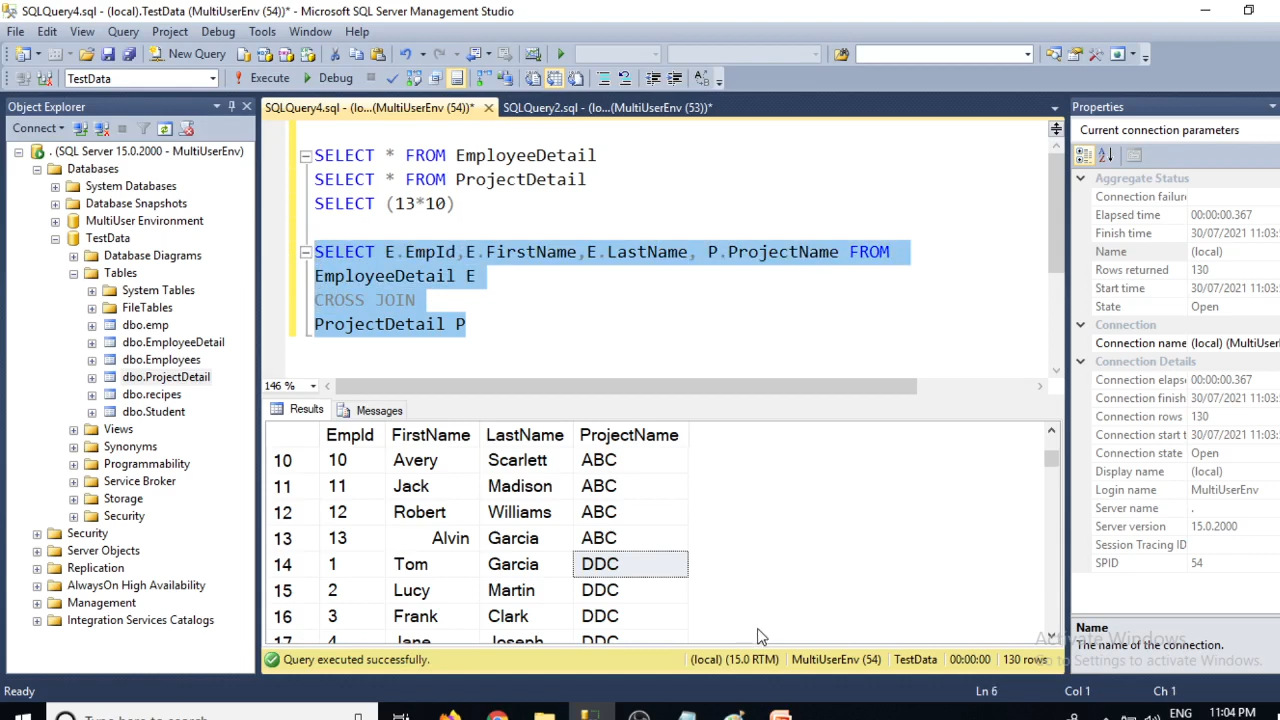 SQLQuery4.sql - (local).TestData (MultiUserEnv (54))* - Microsoft SQL Server Management Studio
File Edit View Query Project Debug Tools Window Help
New Query
TestData Execute Debug
Object Explorer
Connect
. (SQL Server 15.0.2000 - MultiUserEnv)
Databases
System Databases
Database Snapshots
MultiUser Environment
TestData
Database Diagrams
Tables
System Tables
FileTables
dbo.emp
dbo.EmployeeDetail
dbo.Employees
dbo.ProjectDetail
dbo.recipes
dbo.Student
Views
Synonyms
Programmability
Service Broker
Storage
Security
Security
Server Objects
Replication
AlwaysOn High Availability
Management
Integration Services Catalogs
SQLQuery4.sql - (lo...(MultiUserEnv (54))* SQLQuery2.sql - (lo...(MultiUserEnv (53))*
SELECT * FROM EmployeeDetail
SELECT * FROM ProjectDetail
SELECT (13*10)
SELECT E.EmpId,E.FirstName,E.LastName, P.ProjectName FROM
EmployeeDetail E
CROSS JOIN
ProjectDetail P
146 %
Results Messages
EmpId FirstName LastName ProjectName
10 10 Avery Scarlett ABC
11 11 Jack Madison ABC
12 12 Robert Williams ABC
13 13 Alvin Garcia ABC
14 1 Tom Garcia DDC
15 2 Lucy Martin DDC
16 3 Frank Clark DDC
17 4 Jane Joseph DDC
Query executed successfully. (local) (15.0 RTM) MultiUserEnv (54) TestData 00:00:00 130 rows
Properties
Current connection parameters
Aggregate Status
Connection failure
Elapsed time 00:00:00.367
Finish time 30/07/2021 11:03:
Name (local)
Rows returned 130
Start time 30/07/2021 11:03:
State Open
Connection
Connection name (local) (MultiUserE
Connection Details
Connection elaps 00:00:00.367
Connection finish 30/07/2021 11:03:
Connection rows 130
Connection start t 30/07/2021 11:03:
Connection state Open
Display name (local)
Login name MultiUserEnv
Server name .
Server version 15.0.2000
Session Tracing ID
SPID 54
Name
The name of the connection.
Activate Windows
Go to Settings to activate Windows.
Ready Ln 6 Col 1 Ch 1
Type here to search ENG 11:04 PM